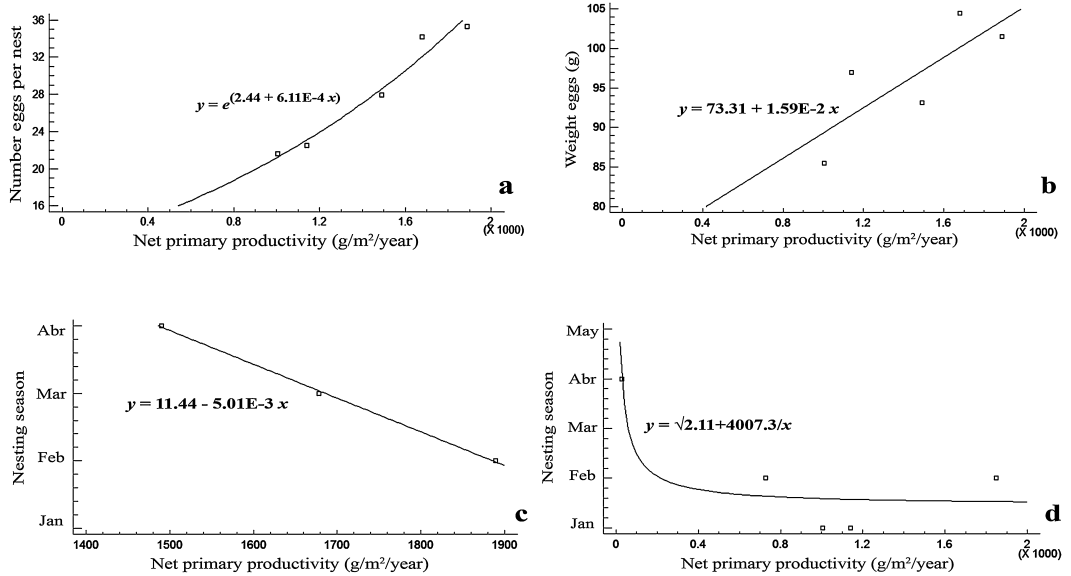 36
32
28
24
20
16
Number eggs per nest
y = e(2.44 + 6.11E-4 x)
a
0 0.4 0.8 1.2 1.6 2
(X 1000)
Net primary productivity (g/m²/year)
105
100
95
90
85
80
Weight eggs (g)
y = 73.31 + 1.59E-2 x
b
0 0.4 0.8 1.2 1.6 2
(X 1000)
Net primary productivity (g/m²/year)
Abr
Mar
Feb
Jan
Nesting season
y = 11.44 - 5.01E-3 x
c
1400 1500 1600 1700 1800 1900
Net primary productivity (g/m²/year)
May
Abr
Mar
Feb
Jan
Nesting season
y = √2.11+4007.3/x
d
0 0.4 0.8 1.2 1.6 2
(X 1000)
Net primary productivity (g/m²/year)